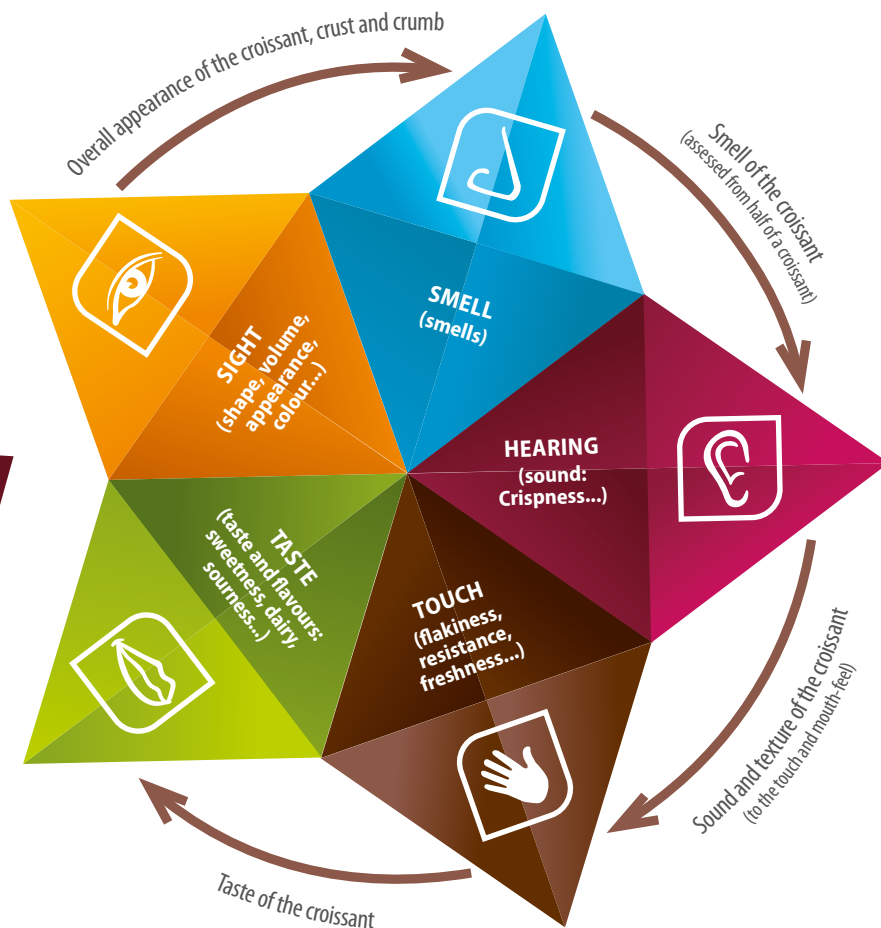 Overall appearance of the croissant, crust and crumb
Smell of the croissant
(assessed from half of a croissant)
SMELL
(smells)
SIGHT
(shape, volume,
appearance,
colour...)
HEARING
(sound:
Crispness...)
TASTE
(taste and flavours:
sweetness, dairy,
sourness...)
TOUCH
(flakiness,
resistance,
freshness...)
Sound and texture of the croissant
(to the touch and mouth-feel)
Taste of the croissant